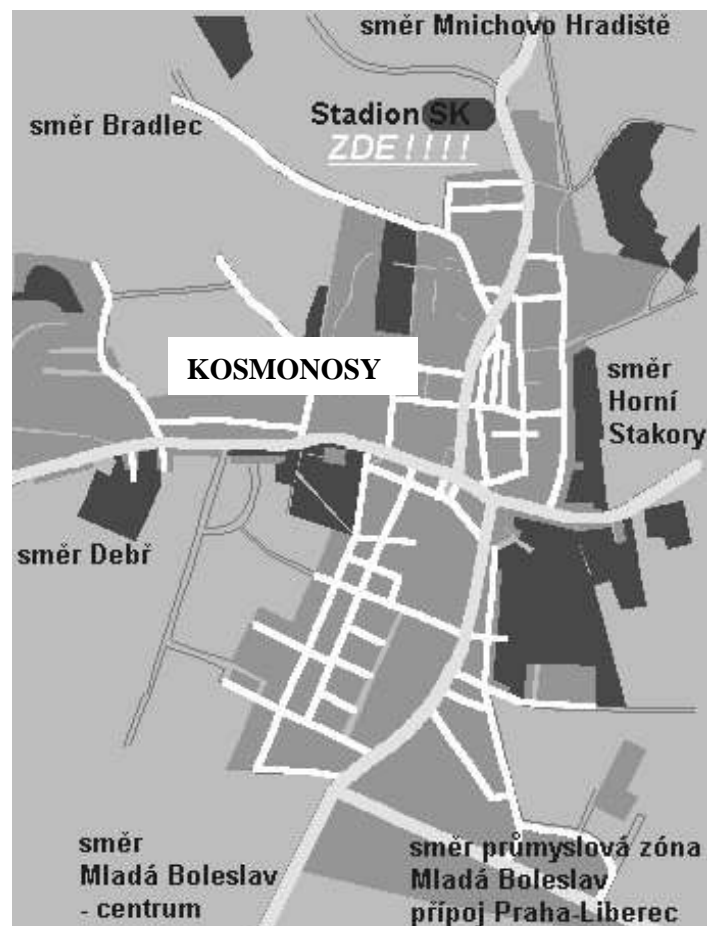 směr Mnichovo Hradiště
Stadion SK
směr Bradlec
ZDE!!!!
KOSMONOSY
směr
Horní
Stakory
směr Debř
směr
Mladá Boleslav
- centrum
směr průmyslová zóna
Mladá Boleslav
přípoj Praha-Liberec